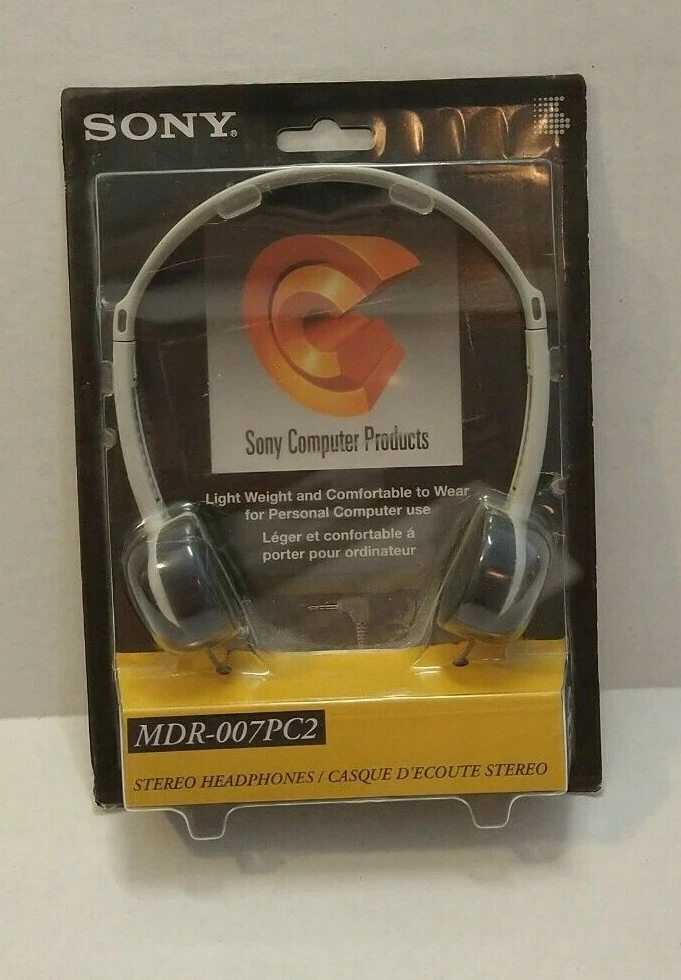 SONY®
Sony Computer Products
Light Weight and Comfortable to Wear
for Personal Computer use
Léger et confortable á
porter pour ordinateur
MDR-007PC2
STEREO HEADPHONES / CASQUE D'ECOUTE STEREO